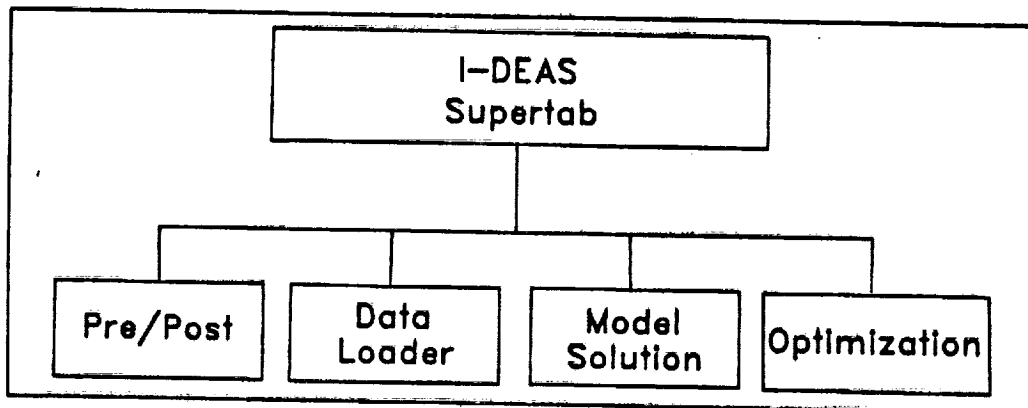 I-DEAS
Supertab
Pre/Post
Data
Loader
Model
Solution
Optimization